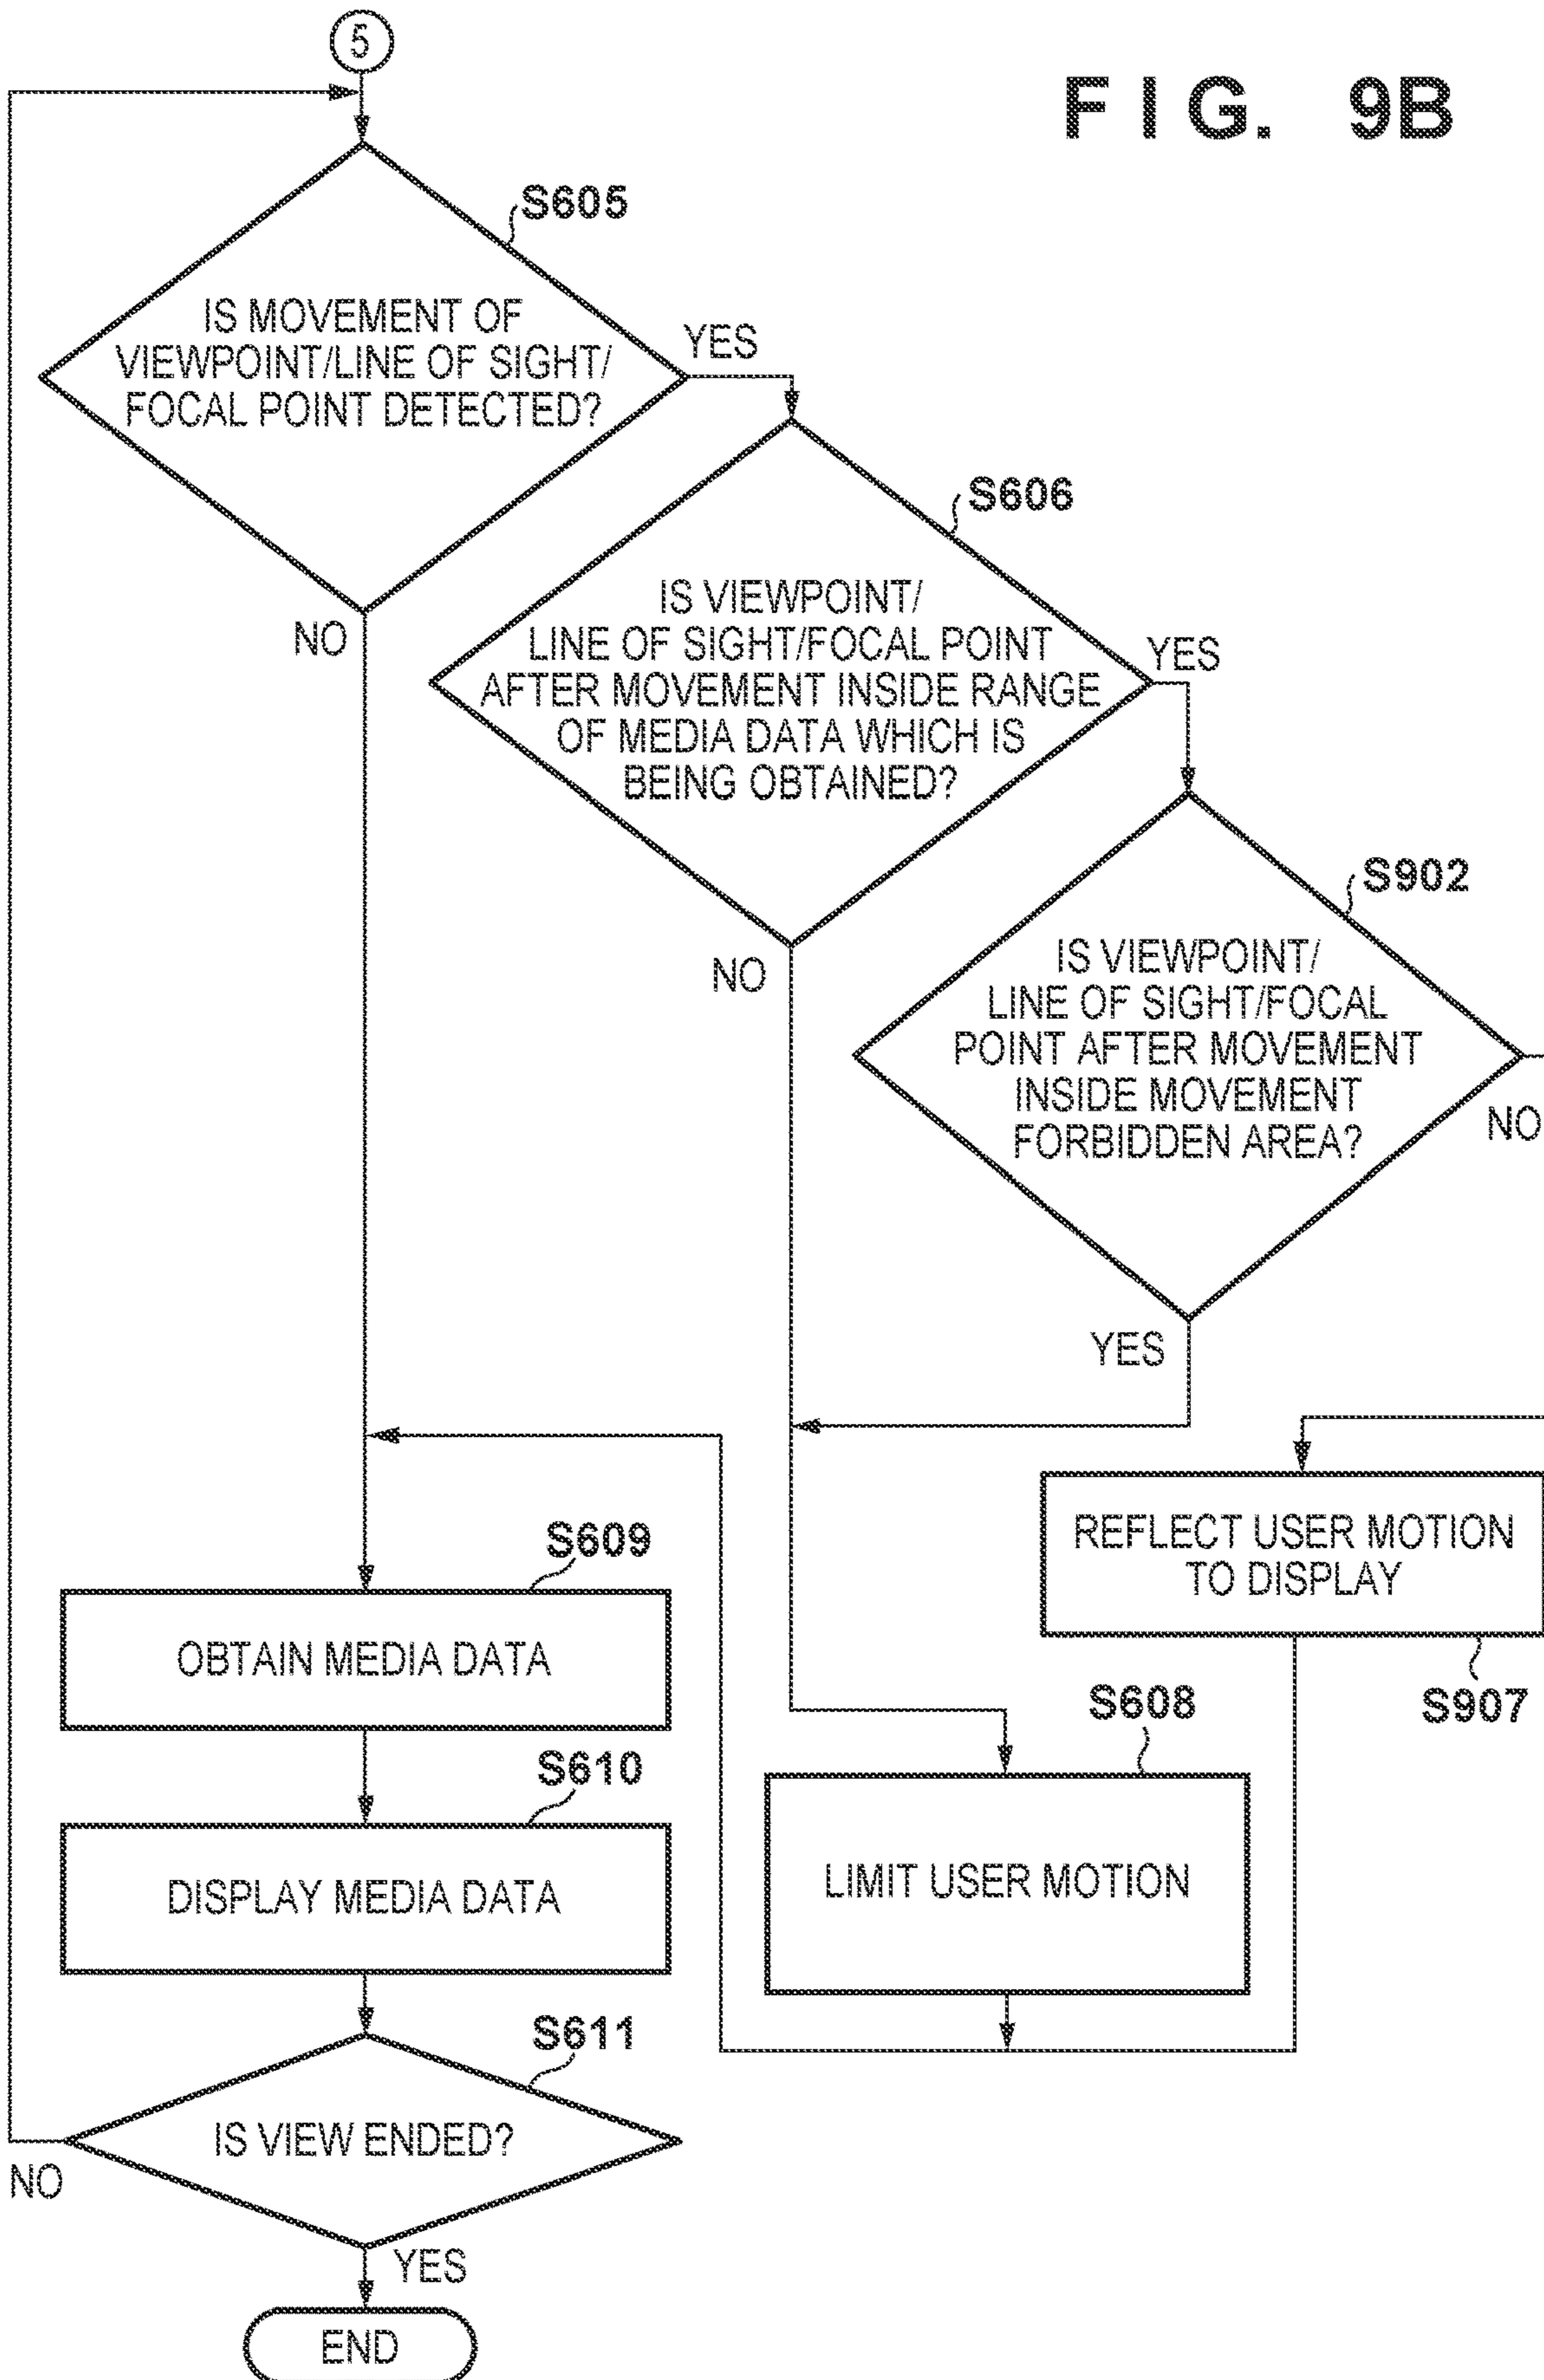 5
FIG. 9B
S605
IS MOVEMENT OF
VIEWPOINT/LINE OF SIGHT/
FOCAL POINT DETECTED?
YES
NO
S606
IS VIEWPOINT/
LINE OF SIGHT/FOCAL POINT
AFTER MOVEMENT INSIDE RANGE
OF MEDIA DATA WHICH IS
BEING OBTAINED?
YES
NO
S902
IS VIEWPOINT/
LINE OF SIGHT/FOCAL
POINT AFTER MOVEMENT
INSIDE MOVEMENT
FORBIDDEN AREA?
NO
YES
REFLECT USER MOTION
TO DISPLAY
S907
S608
LIMIT USER MOTION
S609
OBTAIN MEDIA DATA
S610
DISPLAY MEDIA DATA
S611
IS VIEW ENDED?
NO
YES
END